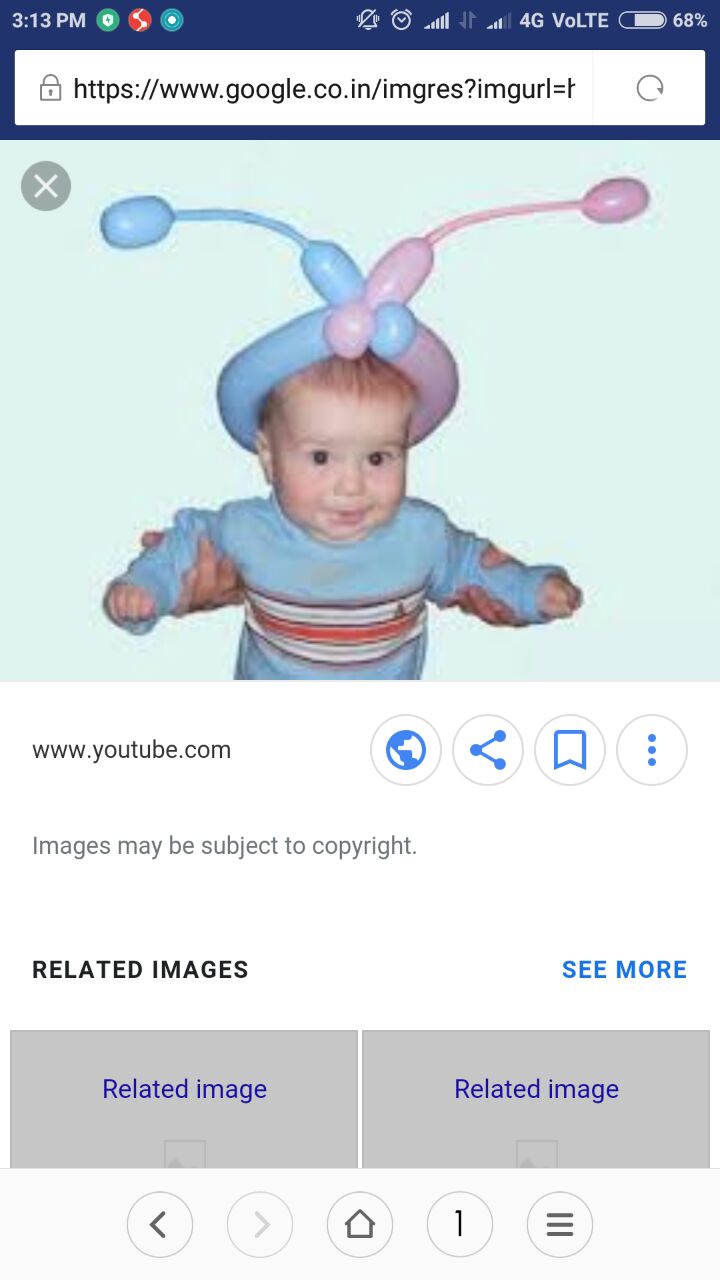 3:13 PM 4G VoLTE 68%
https://www.google.co.in/imgres?imgurl=h
www.youtube.com
Images may be subject to copyright.
RELATED IMAGES SEE MORE
Related image Related image
1